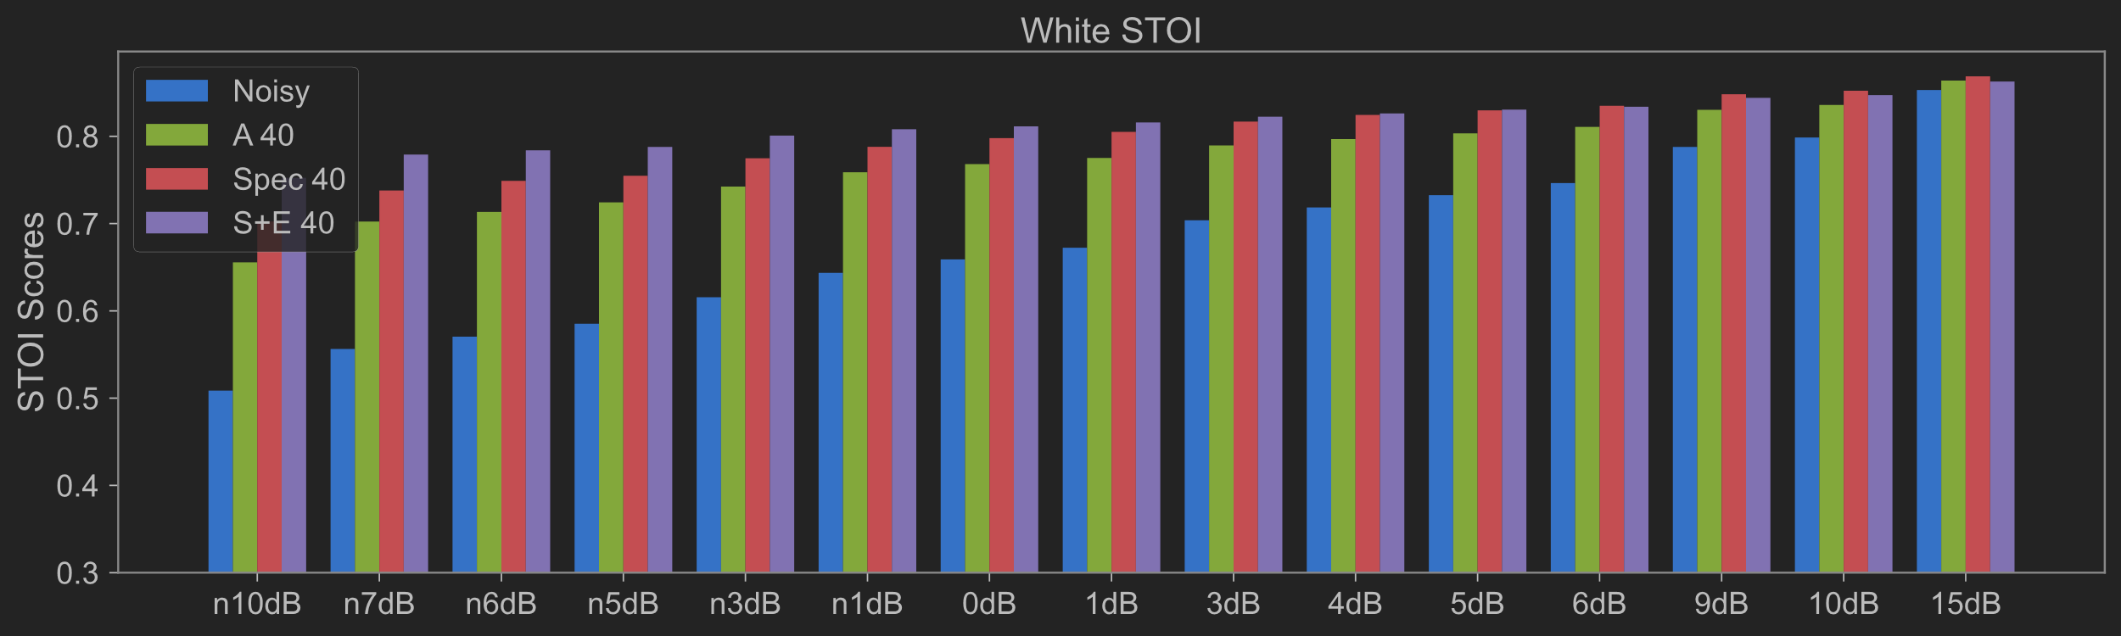 White STOI
Noisy
A 40
Spec 40
S+E 40
STOI Scores
0.8
0.7
0.6
0.5
0.4
0.3
n10dB n7dB n6dB n5dB n3dB n1dB 0dB 1dB 3dB 4dB 5dB 6dB 9dB 10dB 15dB